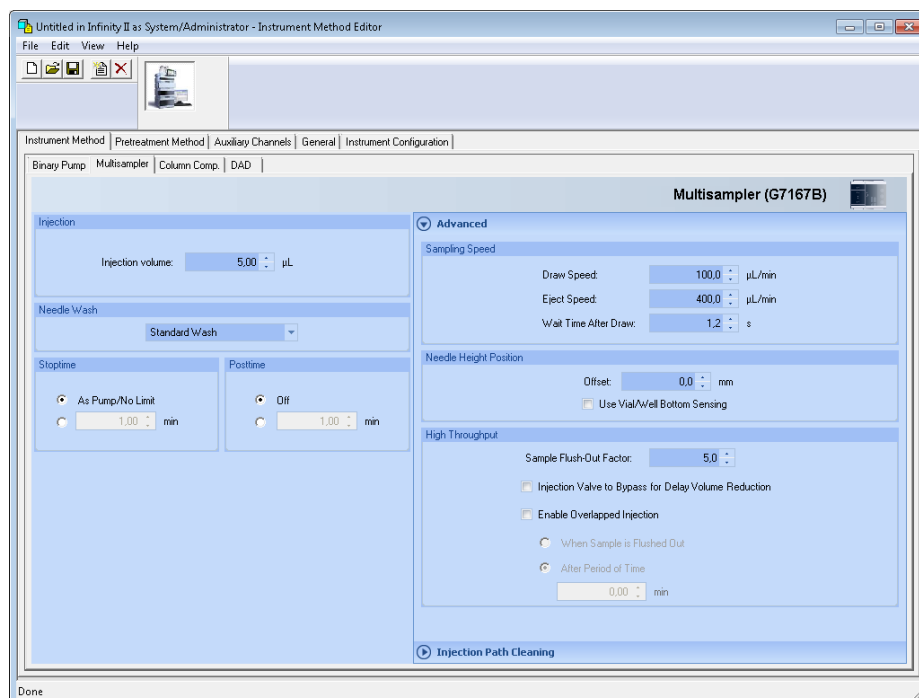 Untitled in Infinity II as System/Administrator - Instrument Method Editor
File Edit View Help
Instrument Method Pretreatment Method Auxiliary Channels General Instrument Configuration
Binary Pump Multisampler Column Comp. DAD
Multisampler (G7167B)
Injection
Injection volume: 5,00 µL
Needle Wash
Standard Wash
Stoptime
As Pump/No Limit
1,00 min
Posttime
Off
1,00 min
Advanced
Sampling Speed
Draw Speed: 100,0 µL/min
Eject Speed: 400,0 µL/min
Wait Time After Draw: 1,2 s
Needle Height Position
Offset: 0,0 mm
Use Vial/Well Bottom Sensing
High Throughput
Sample Flush-Out Factor: 5,0
Injection Valve to Bypass for Delay Volume Reduction
Enable Overlapped Injection
When Sample is Flushed Out
After Period of Time
0,00 min
Injection Path Cleaning
Done